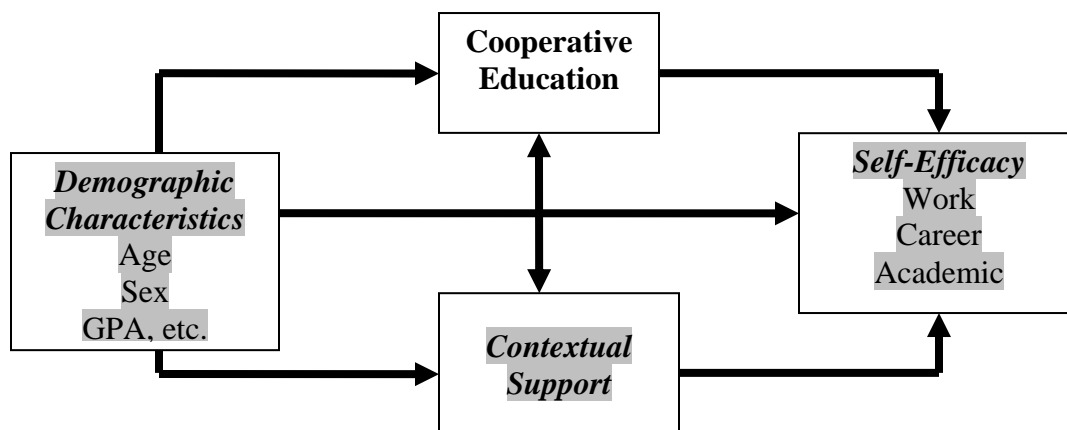 Cooperative
Education
Demographic
Characteristics
Age
Sex
GPA, etc.
Self-Efficacy
Work
Career
Academic
Contextual
Support